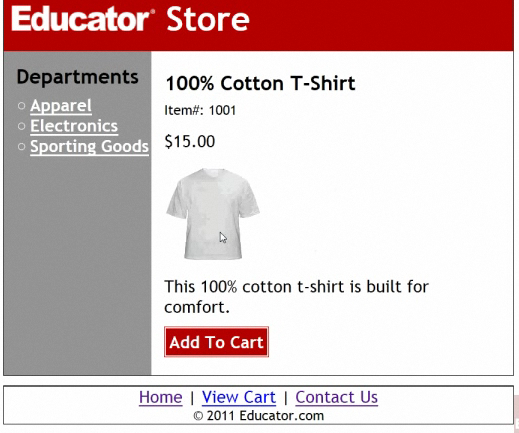 Educator® Store
Departments
Apparel
Electronics
Sporting Goods
100% Cotton T-Shirt
Item#: 1001
$15.00
This 100% cotton t-shirt is built for
comfort.
Add To Cart
Home | View Cart | Contact Us
© 2011 Educator.com